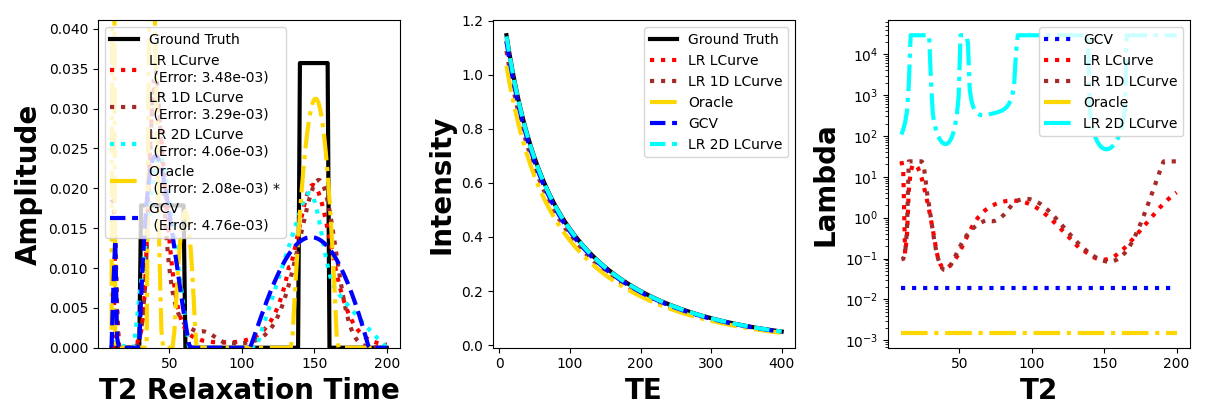 0.040
0.035
0.030
0.025
0.020
0.015
0.010
0.005
0.000
Amplitude
Ground Truth
LR LCurve
(Error: 3.48e-03)
LR 1D LCurve
(Error: 3.29e-03)
LR 2D LCurve
(Error: 4.06e-03)
Oracle
(Error: 2.08e-03) *
GCV
(Error: 4.76e-03)
50
100
150
200
T2 Relaxation Time
1.2
1.0
0.8
0.6
0.4
0.2
0.0
Intensity
Ground Truth
LR LCurve
LR 1D LCurve
Oracle
GCV
LR 2D LCurve
0
100
200
300
400
TE
10⁴
10³
10²
10¹
10⁰
10⁻¹
10⁻²
10⁻³
Lambda
GCV
LR LCurve
LR 1D LCurve
Oracle
LR 2D LCurve
50
100
150
200
T2